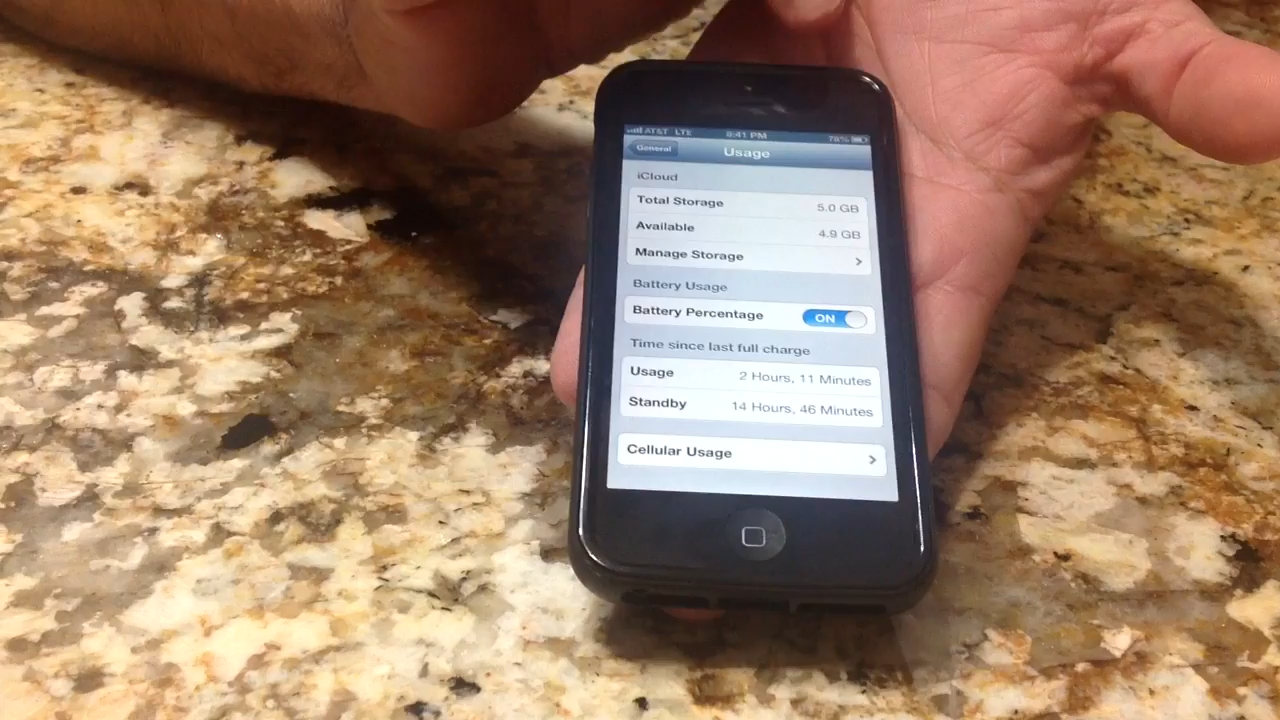 AT&T LTE 8:41 PM 78%
General Usage
iCloud
Total Storage 5.0 GB
Available 4.9 GB
Manage Storage
Battery Usage
Battery Percentage ON
Time since last full charge
Usage 2 Hours, 11 Minutes
Standby 14 Hours, 46 Minutes
Cellular Usage